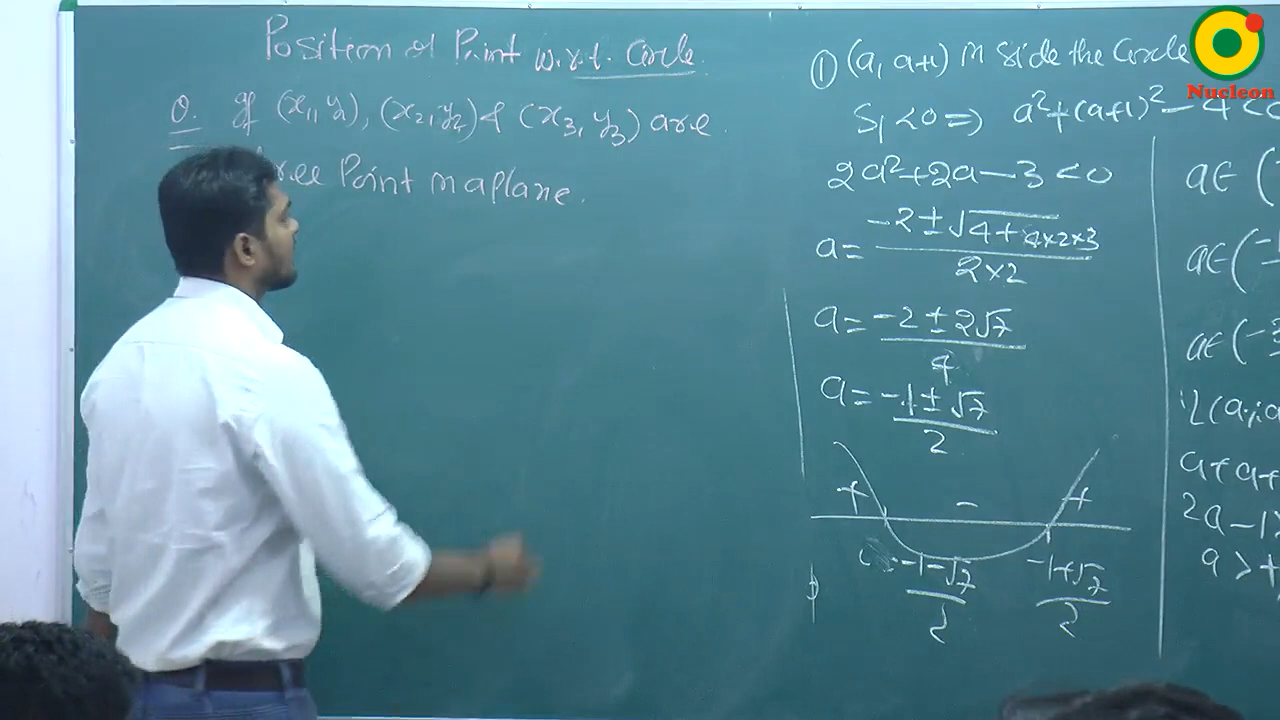 Position of Point w.r.t. Circle.
Q. If (x₁, y₁), (x₂, y₂) & (x₃, y₃) are
three Point in a plane.
① (a, a+1) in side the Circle
S₁ < 0 ⇒ a² + (a+1)² - 4 <
2a² + 2a - 3 < 0
a = (-2 ± √(4 + 4×2×3)) / (2×2)
a = (-2 ± 2√7) / 4
a = (-1 ± √7) / 2
+ - +
(-1-√7)/2 (-1+√7)/2
a ∈ (
a ∈ (-
a ∈ (-
a + a +
2a - 1 >
a > +
Nucleon